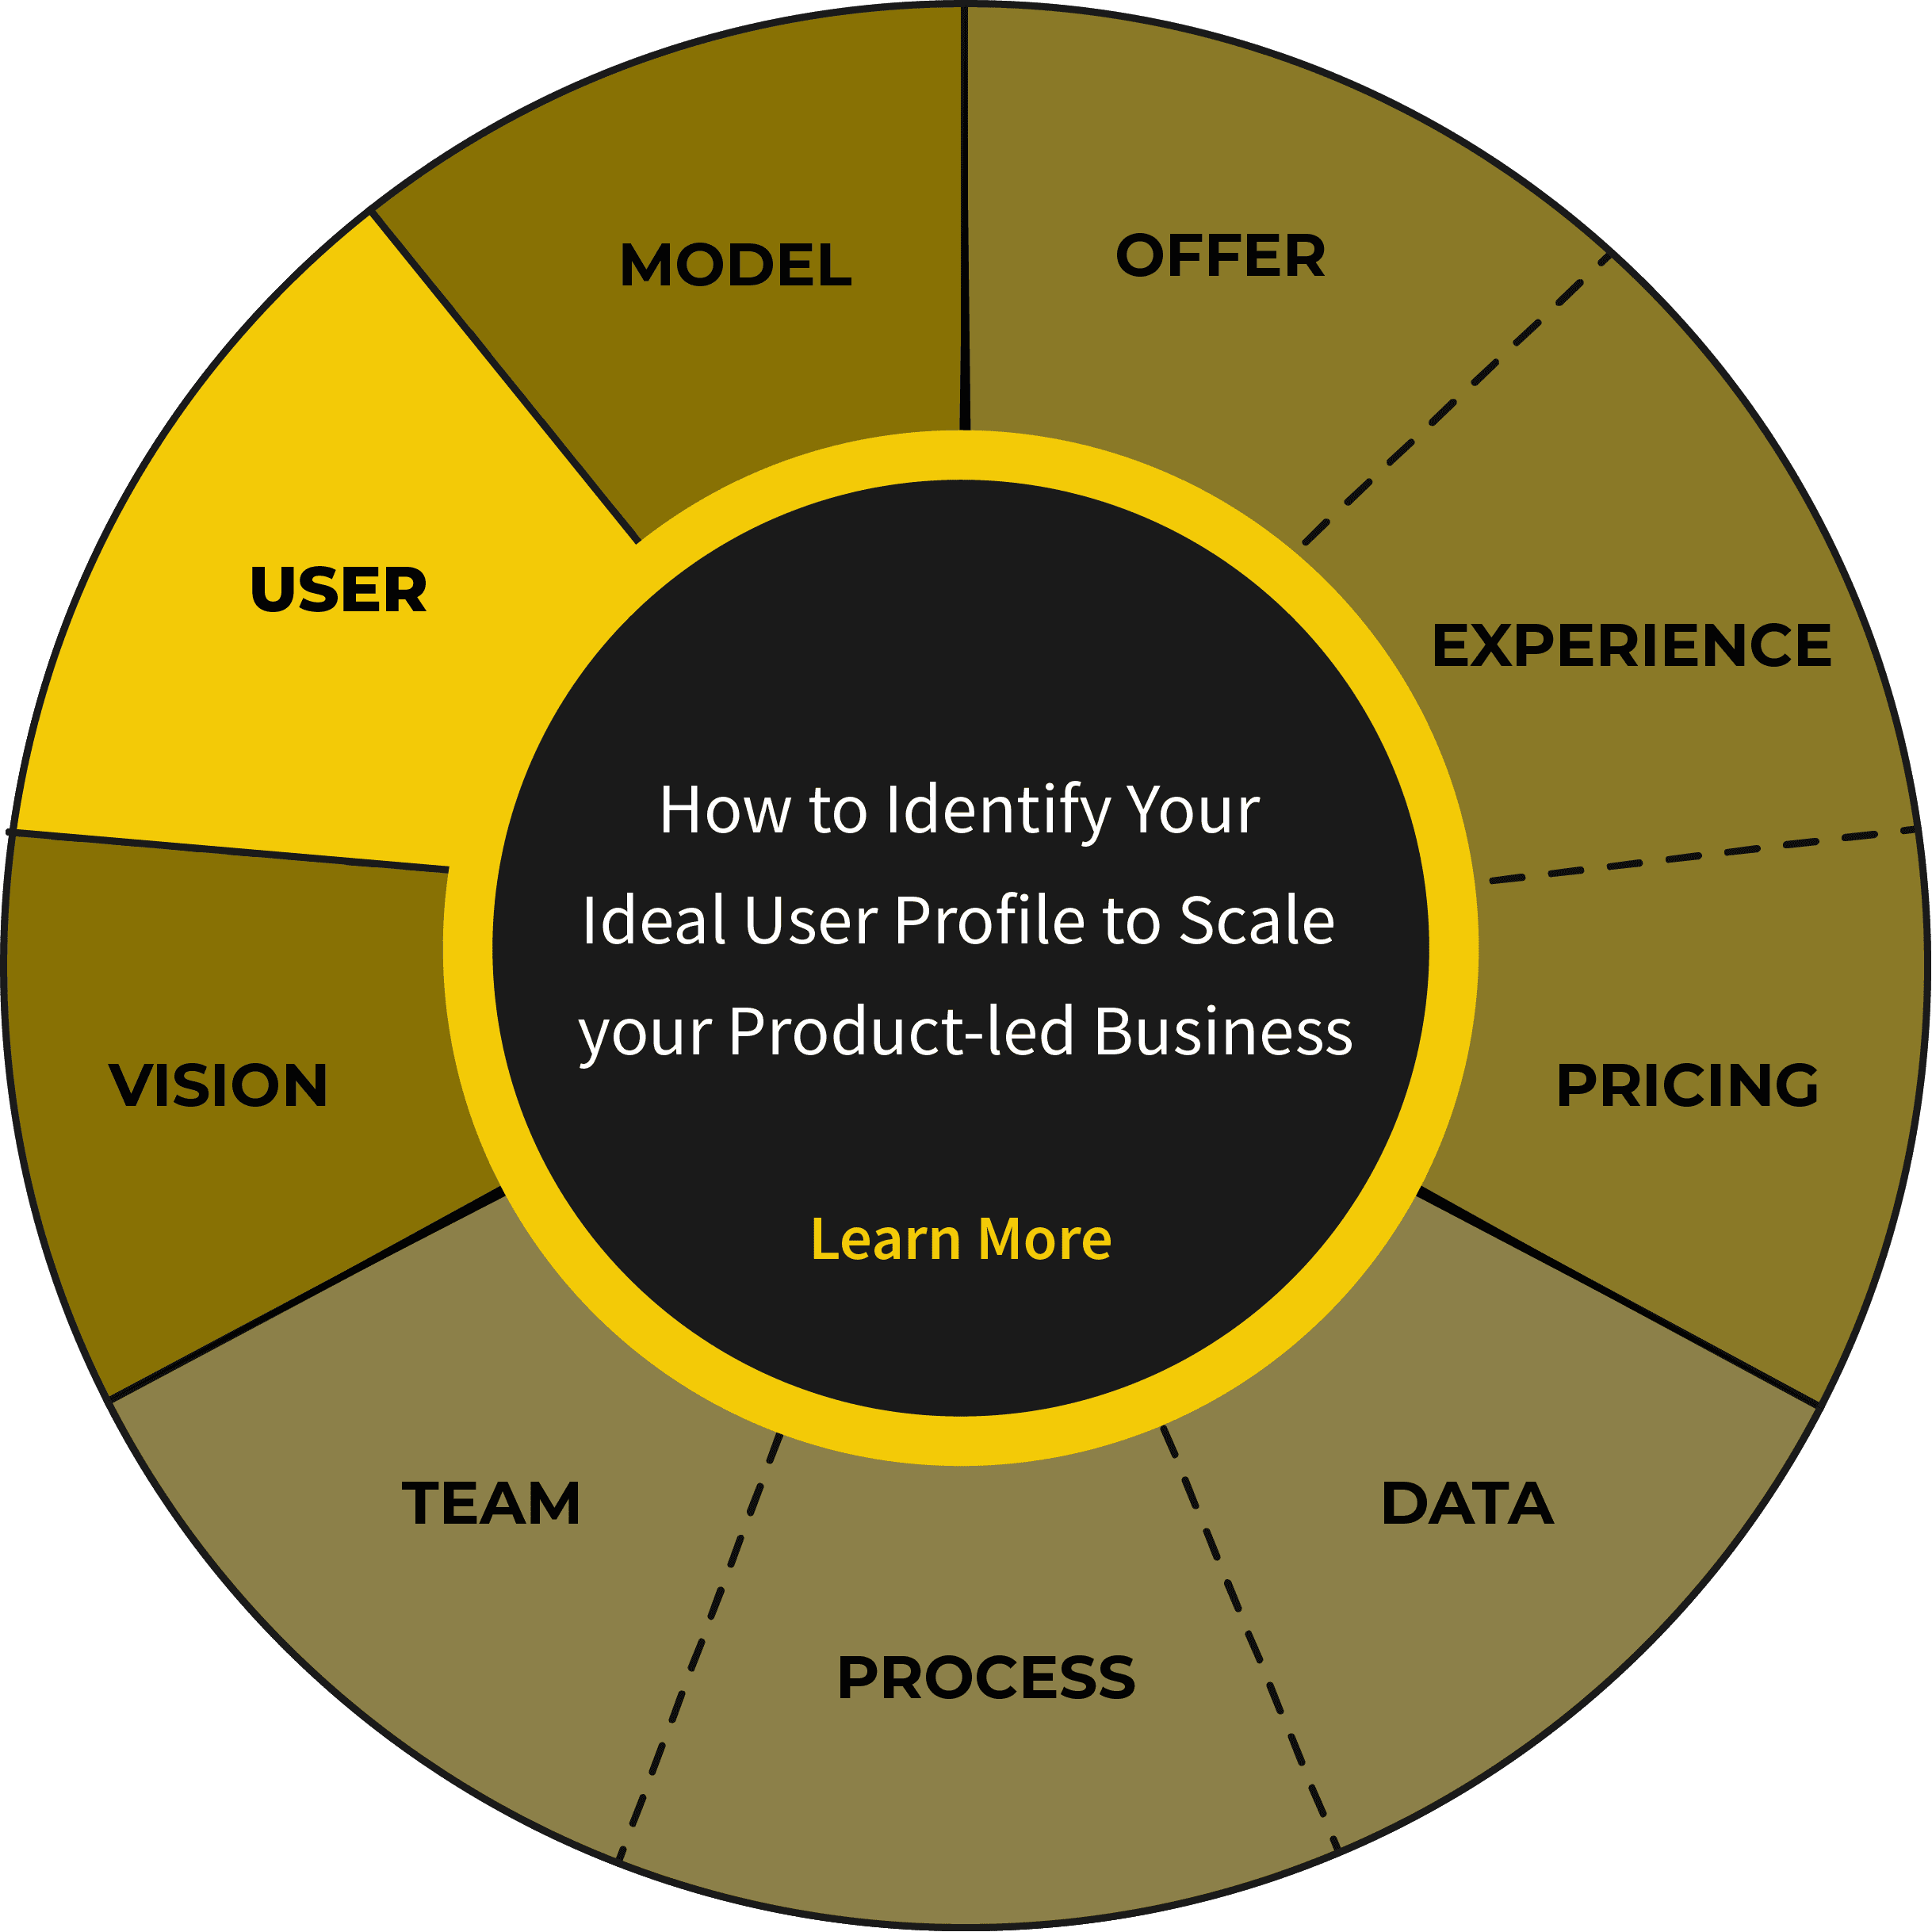 MODEL
OFFER
USER
EXPERIENCE
How to Identify Your
Ideal User Profile to Scale
your Product-led Business
VISION
PRICING
Learn More
TEAM
DATA
PROCESS